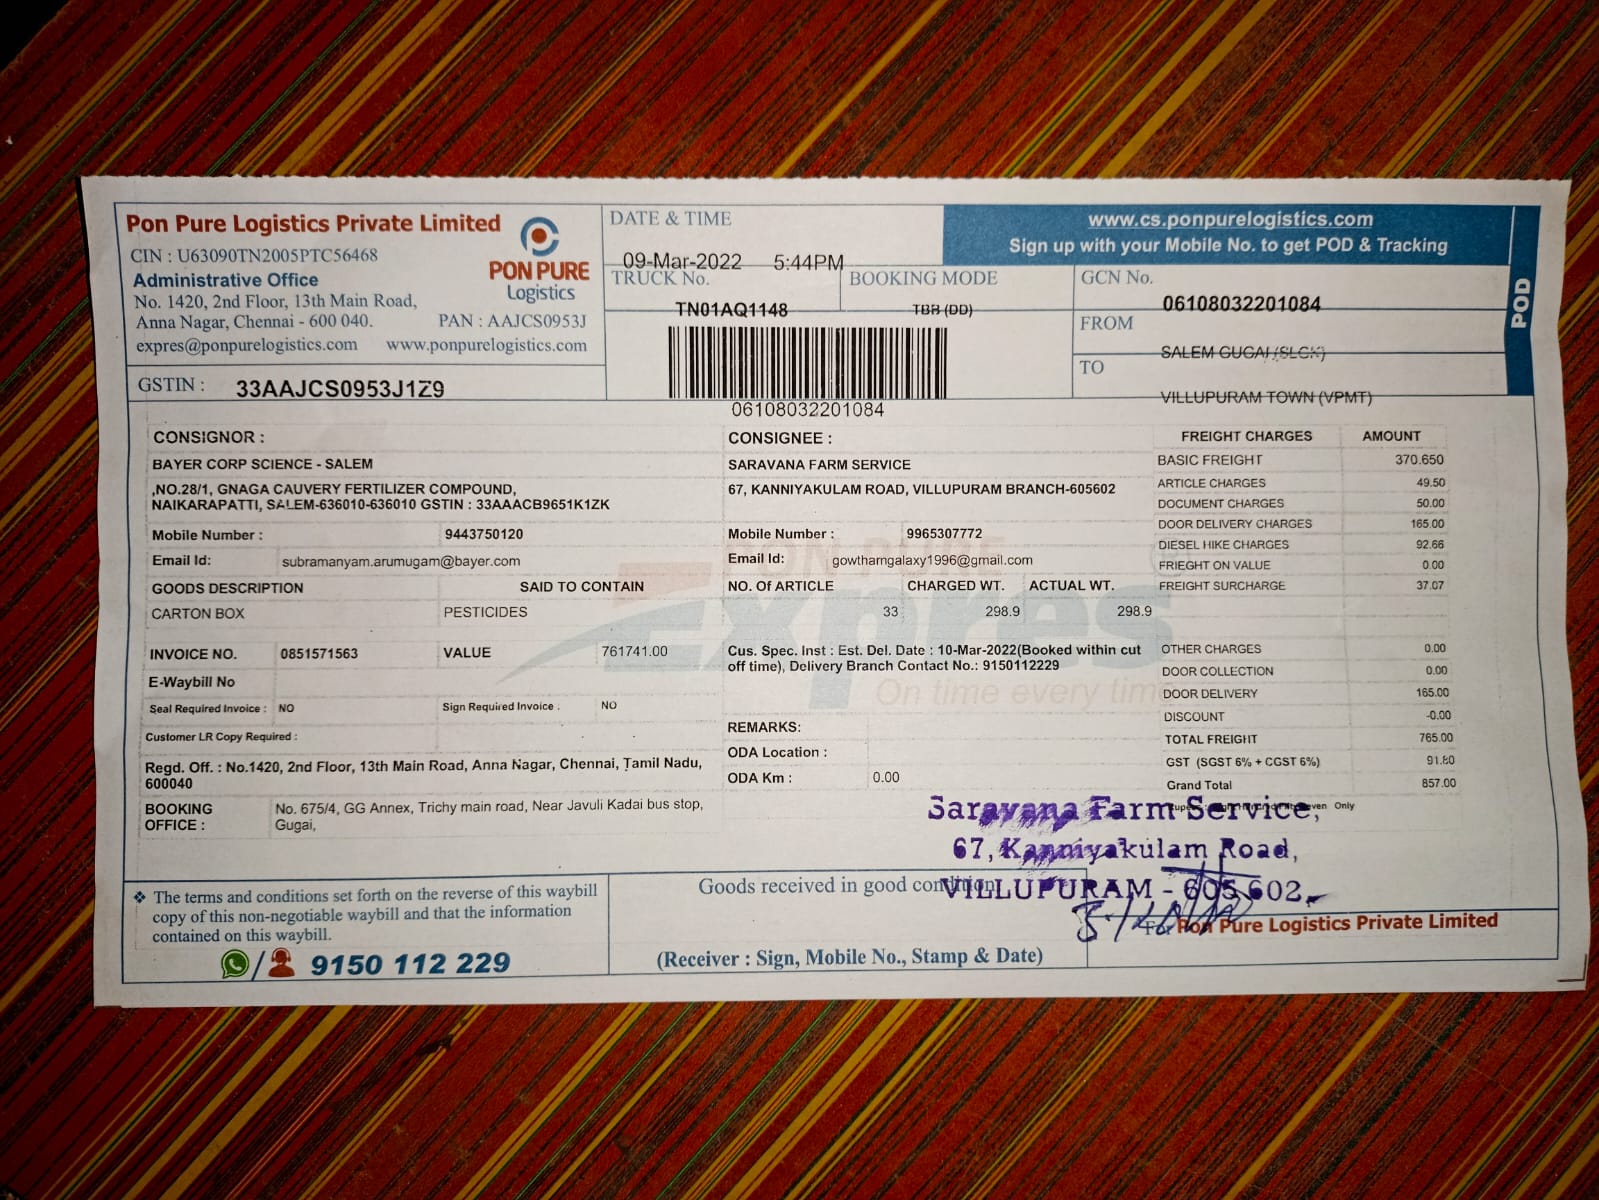 Pon Pure Logistics Private Limited
CIN : U63090TN2005PTC56468
Administrative Office
No. 1420, 2nd Floor, 13th Main Road,
Anna Nagar, Chennai - 600 040.
PAN : AAJCS0953J
expres@ponpurelogistics.com www.ponpurelogistics.com
PON PURE
Logistics
GSTIN : 33AAJCS0953J1Z9
DATE & TIME
09-Mar-2022 5:44PM
TRUCK No.
TN01AQ1148
BOOKING MODE
TBB (DD)
06108032201084
www.cs.ponpurelogistics.com
Sign up with your Mobile No. to get POD & Tracking
GCN No.
06108032201084
FROM
SALEM GUGAI (SLCK)
TO
VILLUPURAM TOWN (VPMT)
POD
CONSIGNOR :
BAYER CORP SCIENCE - SALEM
,NO.28/1, GNAGA CAUVERY FERTILIZER COMPOUND,
NAIKARAPATTI, SALEM-636010-636010 GSTIN : 33AAACB9651K1ZK
Mobile Number : 9443750120
Email Id: subramanyam.arumugam@bayer.com
GOODS DESCRIPTION SAID TO CONTAIN
CARTON BOX PESTICIDES
INVOICE NO. 0851571563 VALUE 761741.00
E-Waybill No
Seal Required Invoice : NO Sign Required Invoice : NO
Customer LR Copy Required :
Regd. Off. : No.1420, 2nd Floor, 13th Main Road, Anna Nagar, Chennai, Tamil Nadu,
600040
BOOKING
OFFICE :
No. 675/4, GG Annex, Trichy main road, Near Javuli Kadai bus stop,
Gugai,
CONSIGNEE :
SARAVANA FARM SERVICE
67, KANNIYAKULAM ROAD, VILLUPURAM BRANCH-605602
Mobile Number : 9965307772
Email Id: gowthamgalaxy1996@gmail.com
NO. Of ARTICLE CHARGED WT. ACTUAL WT.
33 298.9 298.9
PON PURE
Expres
On time every time
Cus. Spec. Inst : Est. Del. Date : 10-Mar-2022(Booked within cut
off time), Delivery Branch Contact No.: 9150112229
REMARKS:
ODA Location :
ODA Km : 0.00
FREIGHT CHARGES AMOUNT
BASIC FREIGHT 370.650
ARTICLE CHARGES 49.50
DOCUMENT CHARGES 50.00
DOOR DELIVERY CHARGES 165.00
DIESEL HIKE CHARGES 92.66
FRIEGHT ON VALUE 0.00
FREIGHT SURCHARGE 37.07
OTHER CHARGES 0.00
DOOR COLLECTION 0.00
DOOR DELIVERY 165.00
DISCOUNT -0.00
TOTAL FREIGHT 765.00
GST (SGST 6% + CGST 6%) 91.80
Grand Total 857.00
Only
Saravana Farm Service,
67, Kanniyakulam Road,
VILLUPURAM - 605 602.
❖ The terms and conditions set forth on the reverse of this waybill
copy of this non-negotiable waybill and that the information
contained on this waybill.
/ 9150 112 229
Goods received in good condition
(Receiver : Sign, Mobile No., Stamp & Date)
For Pon Pure Logistics Private Limited